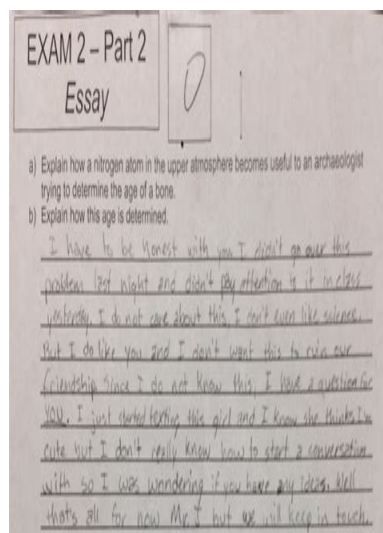 EXAM 2 – Part 2
Essay
0
a) Explain how a nitrogen atom in the upper atmosphere becomes useful to an archaeologist
trying to determine the age of a bone.
b) Explain how this age is determined.
I have to be honest with you I didn't go over this
problem last night and didn't pay attention to it in class
yesterday. I do not care about this, I don't even like science.
But I do like you and I don't want this to ruin our
friendship. Since I do not know this, I have a question for
you. I just started texting this girl and I know she thinks I'm
cute but I don't really know how to start a conversation
with so I was wondering if you have any ideas. Well
that's all for now Mr. T but we will keep in touch.